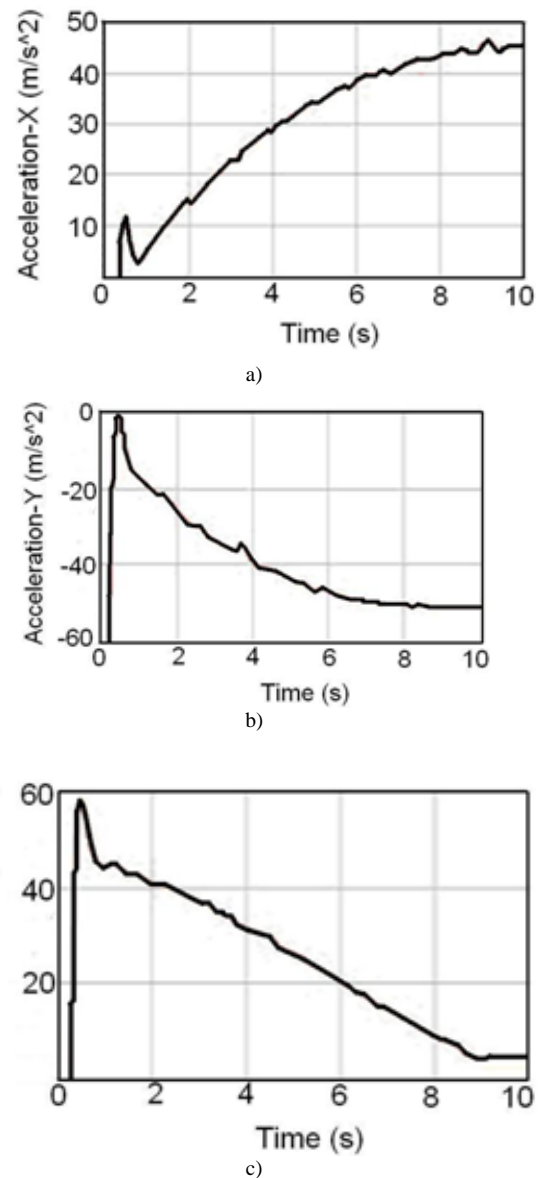 Acceleration-X (m/s^2)
50
40
30
20
10
0 2 4 6 8 10
Time (s)
a)
Acceleration-Y (m/s^2)
0
-20
-40
-60
0 2 4 6 8 10
Time (s)
b)
60
40
20
0 2 4 6 8 10
Time (s)
c)